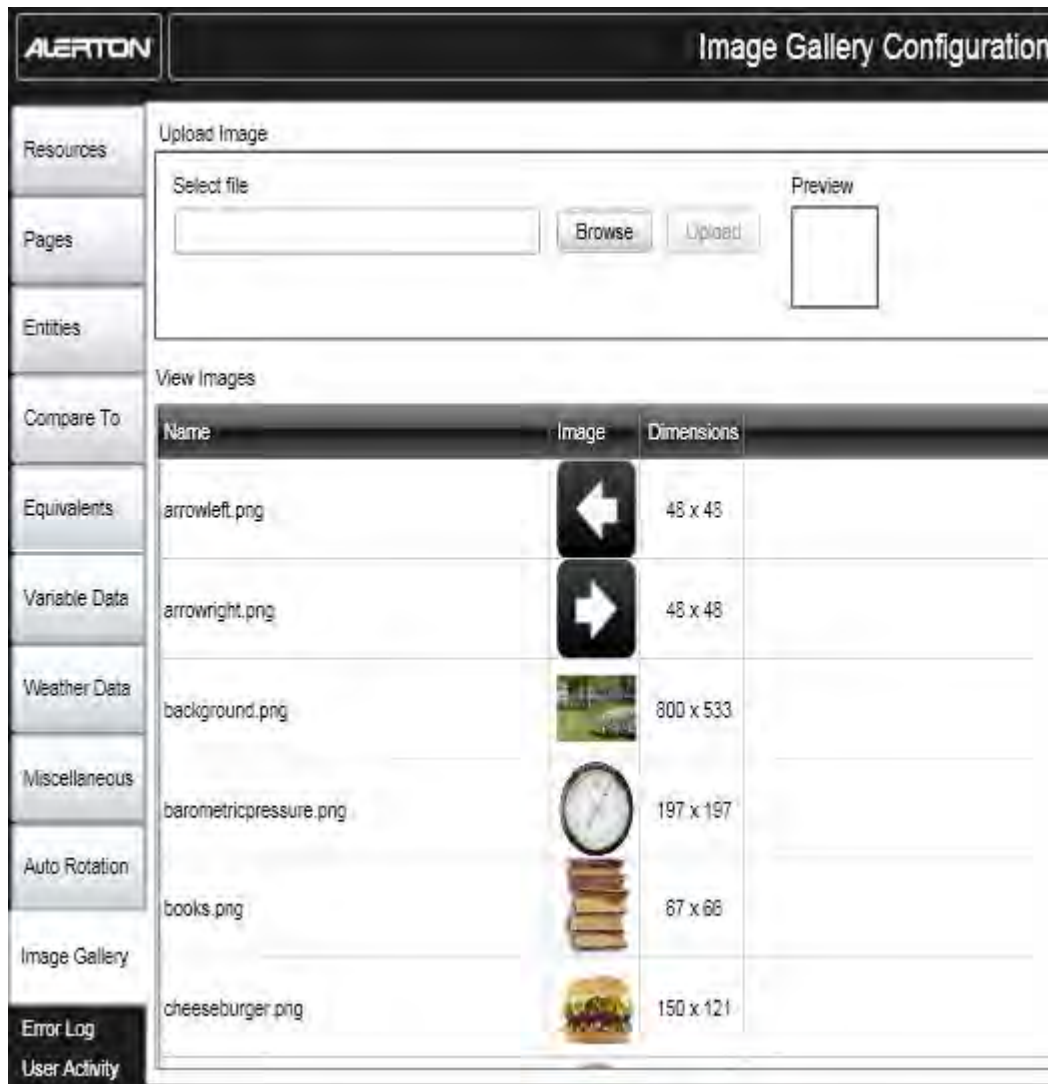 ALERTON
Image Gallery Configuration
Resources
Pages
Entities
Compare To
Equivalents
Variable Data
Weather Data
Miscellaneous
Auto Rotation
Image Gallery
Error Log
User Activity
Upload Image
Select file
Browse
Upload
Preview
View Images
Name Image Dimensions
arrowleft.png 48 x 48
arrowright.png 48 x 48
background.png 800 x 533
barometricpressure.png 197 x 197
books.png 67 x 66
cheeseburger.png 150 x 121